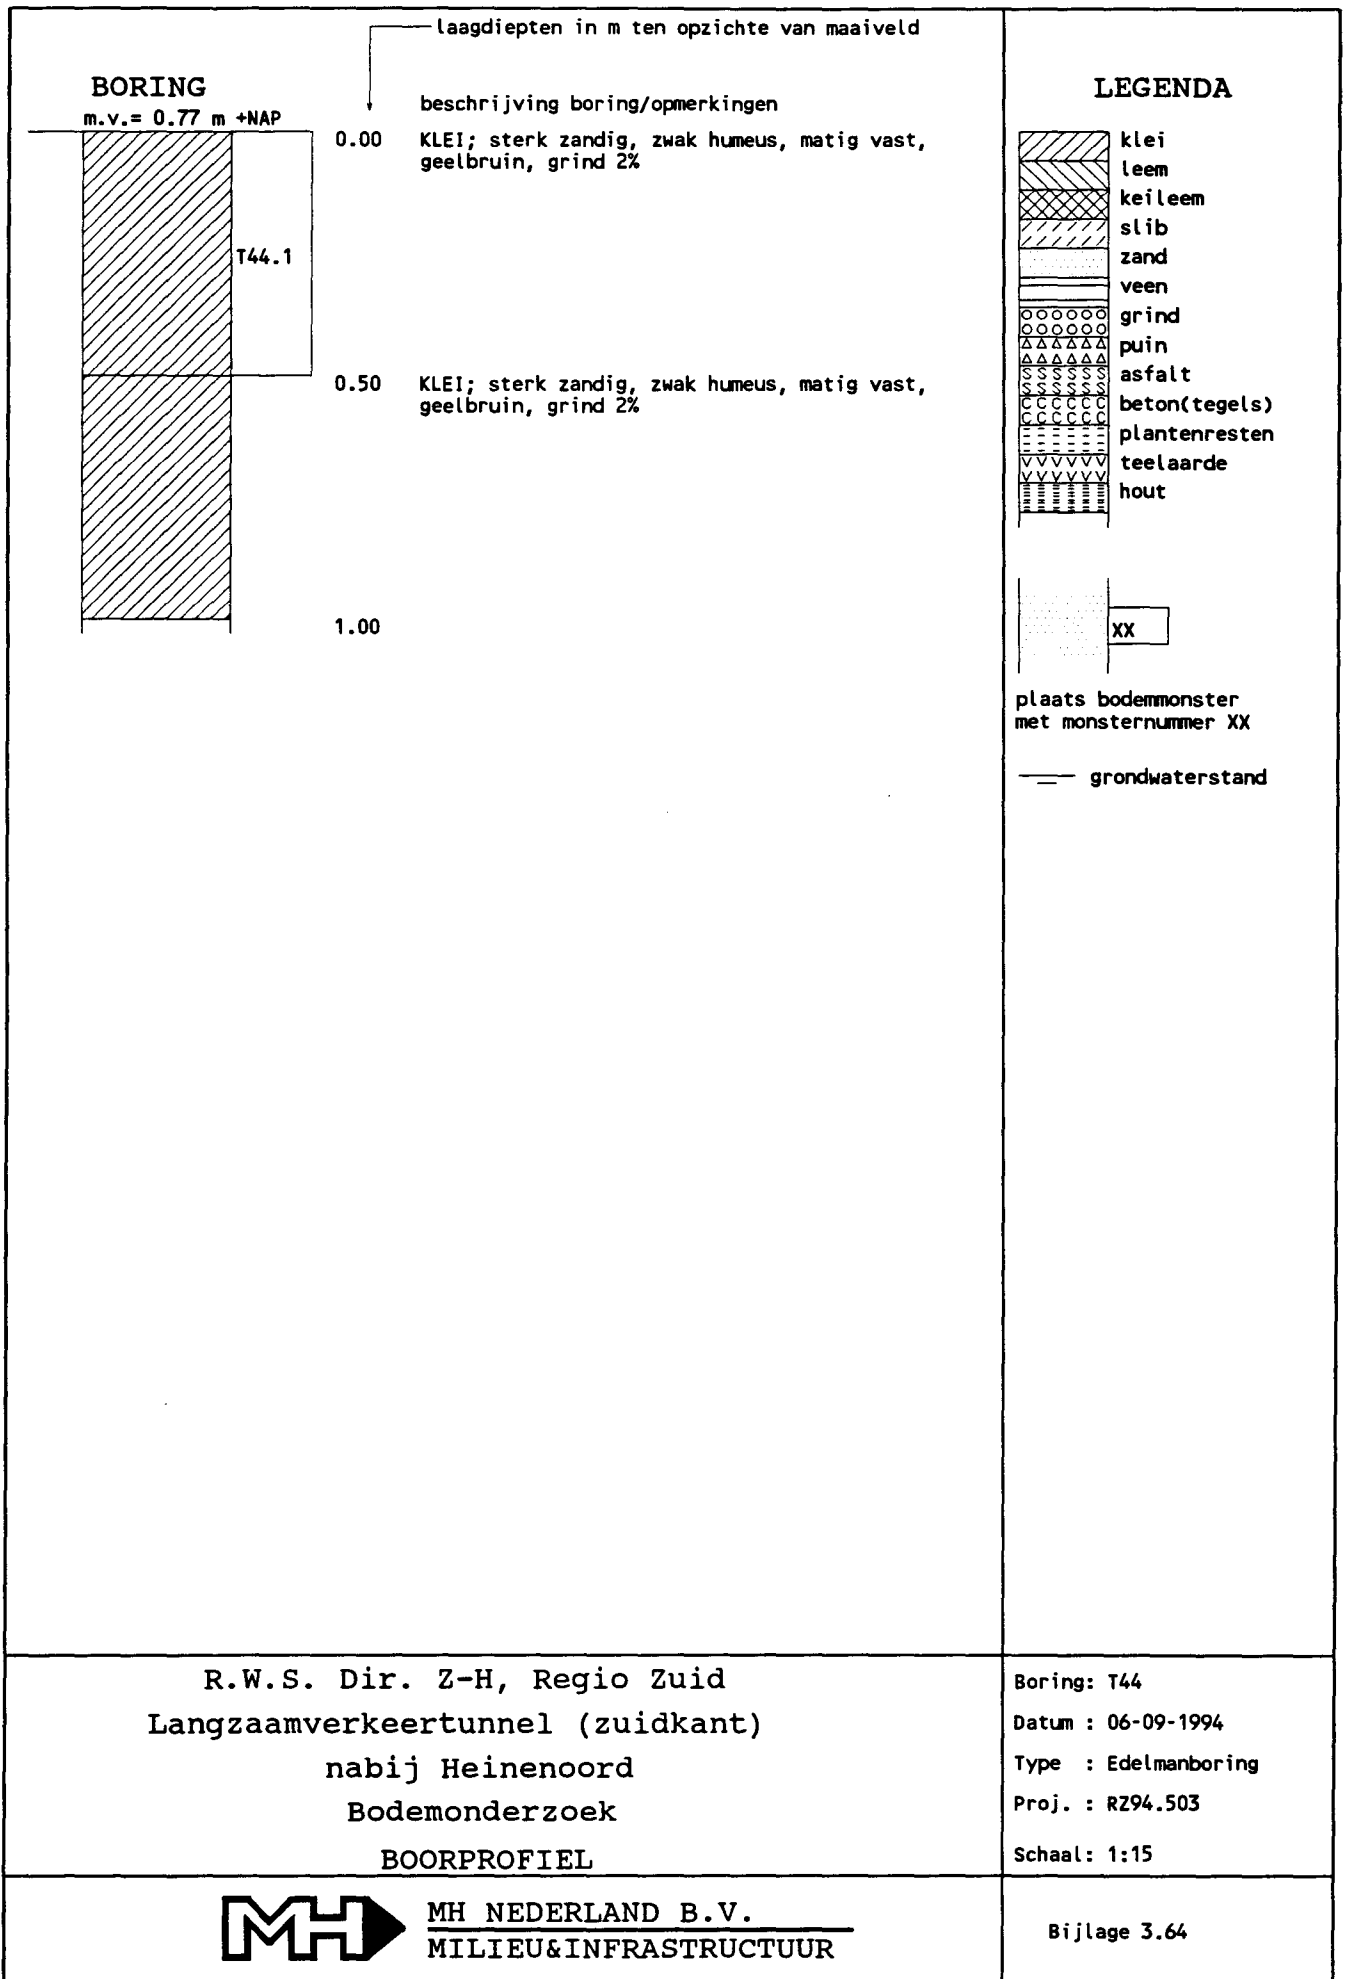 laagdiepten in m ten opzichte van maaiveld
BORING
m.v.= 0.77 m +NAP
beschrijving boring/opmerkingen
0.00 KLEI; sterk zandig, zwak humeus, matig vast,
geelbruin, grind 2%
T44.1
0.50 KLEI; sterk zandig, zwak humeus, matig vast,
geelbruin, grind 2%
1.00
LEGENDA
klei
leem
keileem
slib
zand
veen
grind
puin
asfalt
beton(tegels)
plantenresten
teelaarde
hout
XX
plaats bodemmonster
met monsternummer XX
grondwaterstand
R.W.S. Dir. Z-H, Regio Zuid
Langzaamverkeertunnel (zuidkant)
nabij Heinenoord
Bodemonderzoek
BOORPROFIEL
Boring: T44
Datum : 06-09-1994
Type : Edelmanboring
Proj. : RZ94.503
Schaal: 1:15
MH
MH NEDERLAND B.V.
MILIEU&INFRASTRUCTUUR
Bijlage 3.64